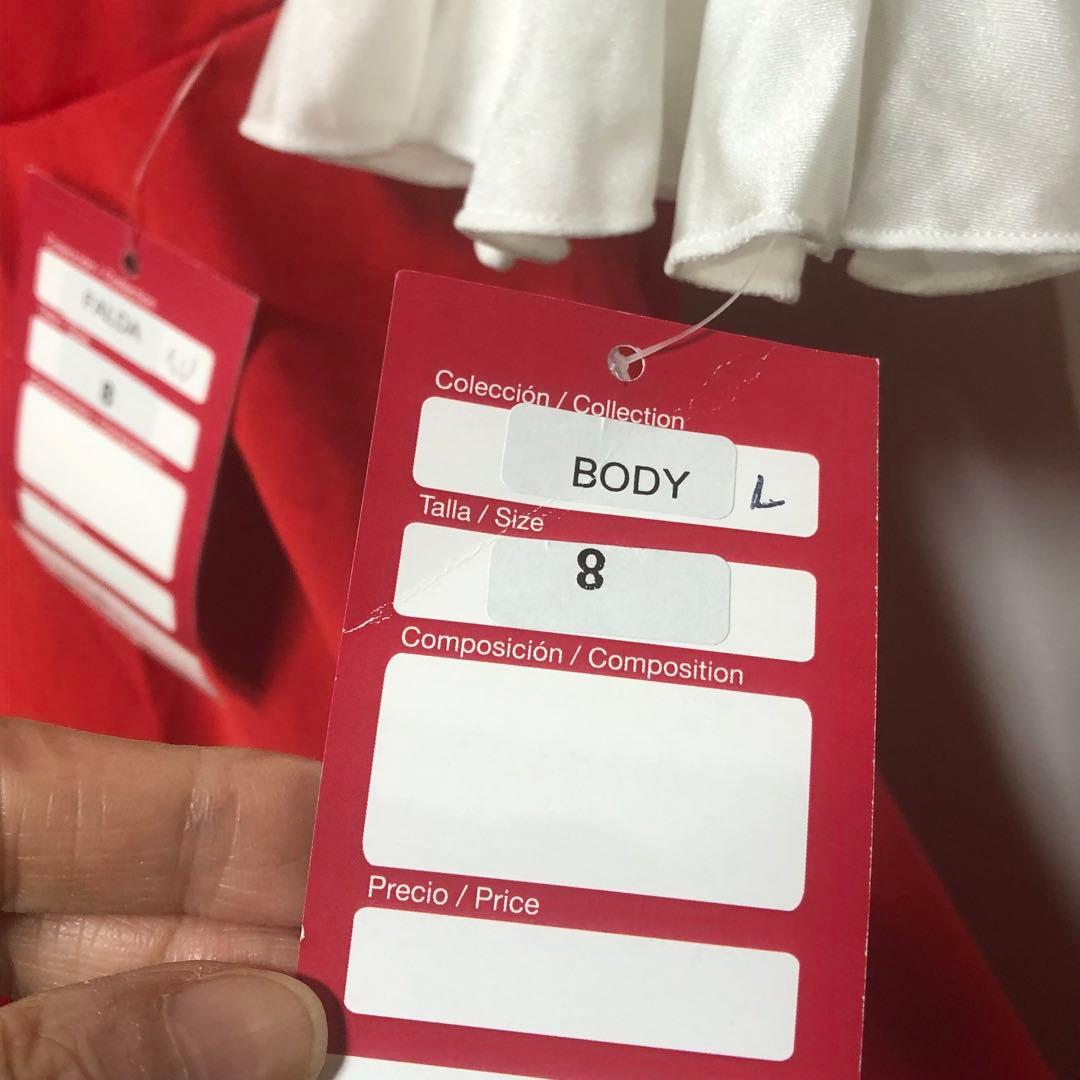 FALDA
8
Colección / Collection
BODY L
Talla / Size
8
Composición / Composition
Precio / Price